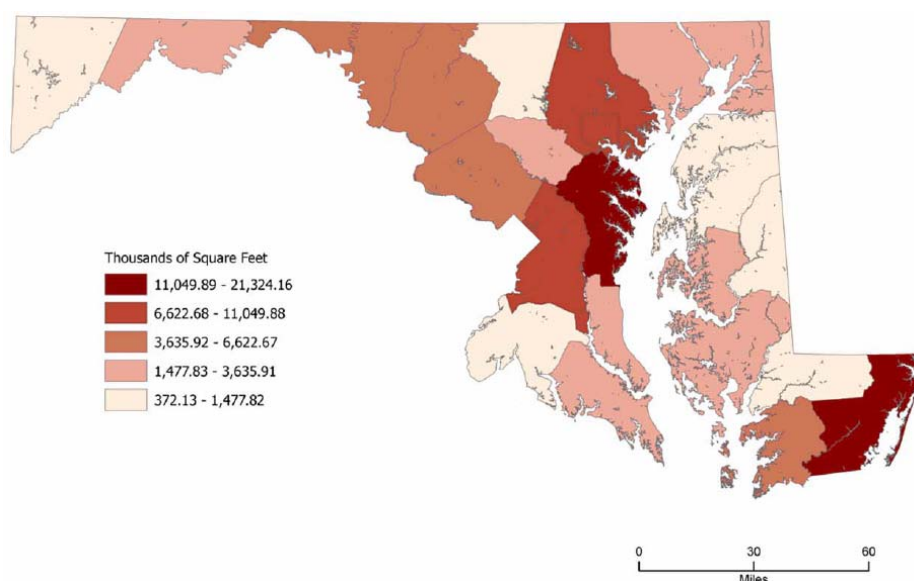 Thousands of Square Feet
11,049.89 - 21,324.16
6,622.68 - 11,049.88
3,635.92 - 6,622.67
1,477.83 - 3,635.91
372.13 - 1,477.82
0 30 60
Miles